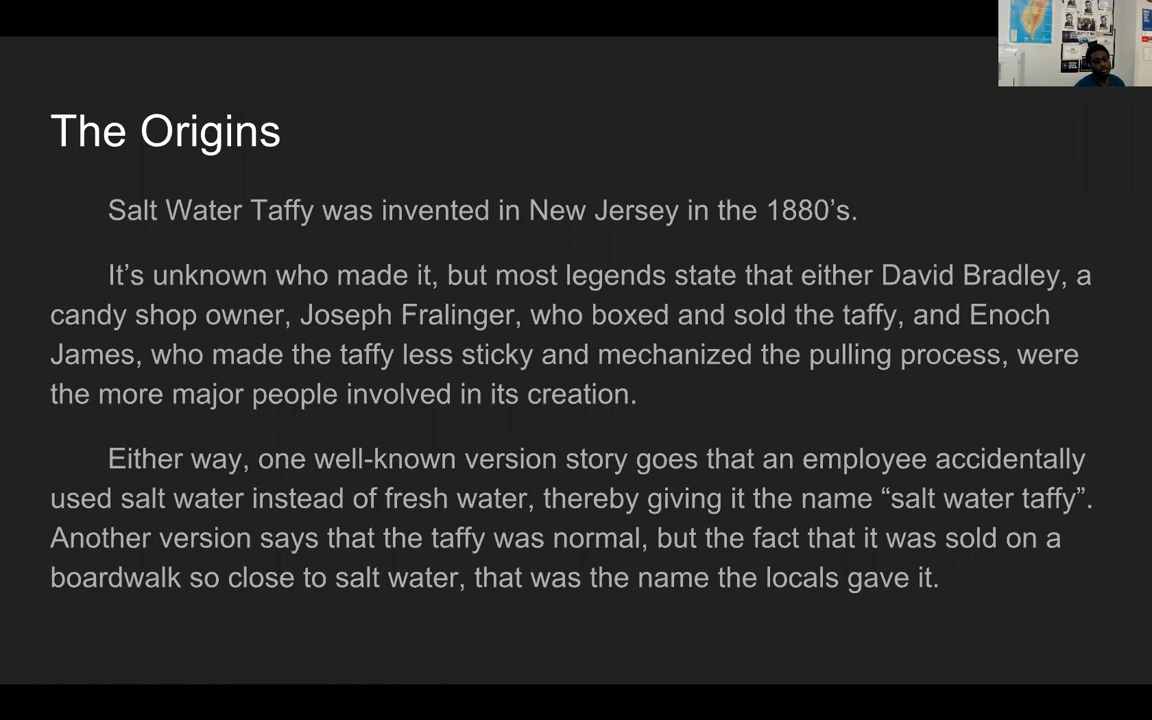 The Origins
Salt Water Taffy was invented in New Jersey in the 1880’s.
It’s unknown who made it, but most legends state that either David Bradley, a
candy shop owner, Joseph Fralinger, who boxed and sold the taffy, and Enoch
James, who made the taffy less sticky and mechanized the pulling process, were
the more major people involved in its creation.
Either way, one well-known version story goes that an employee accidentally
used salt water instead of fresh water, thereby giving it the name “salt water taffy”.
Another version says that the taffy was normal, but the fact that it was sold on a
boardwalk so close to salt water, that was the name the locals gave it.